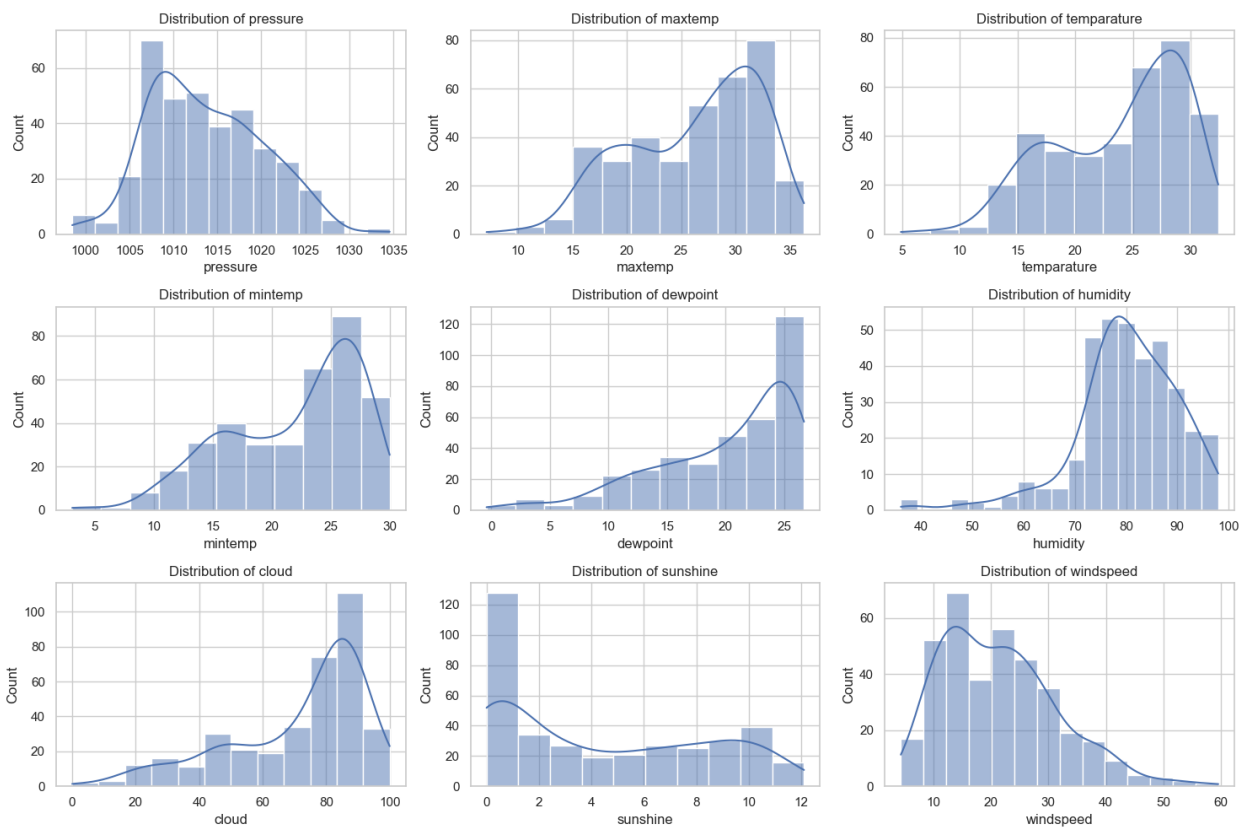 Distribution of pressure
Count
60
40
20
0
1000 1005 1010 1015 1020 1025 1030 1035
pressure
Distribution of maxtemp
Count
80
60
40
20
0
10 15 20 25 30 35
maxtemp
Distribution of temparature
Count
80
60
40
20
0
5 10 15 20 25 30
temparature
Distribution of mintemp
Count
80
60
40
20
0
5 10 15 20 25 30
mintemp
Distribution of dewpoint
Count
120
100
80
60
40
20
0
0 5 10 15 20 25
dewpoint
Distribution of humidity
Count
50
40
30
20
10
0
40 50 60 70 80 90 100
humidity
Distribution of cloud
Count
100
80
60
40
20
0
0 20 40 60 80 100
cloud
Distribution of sunshine
Count
120
100
80
60
40
20
0
0 2 4 6 8 10 12
sunshine
Distribution of windspeed
Count
60
50
40
30
20
10
0
10 20 30 40 50 60
windspeed